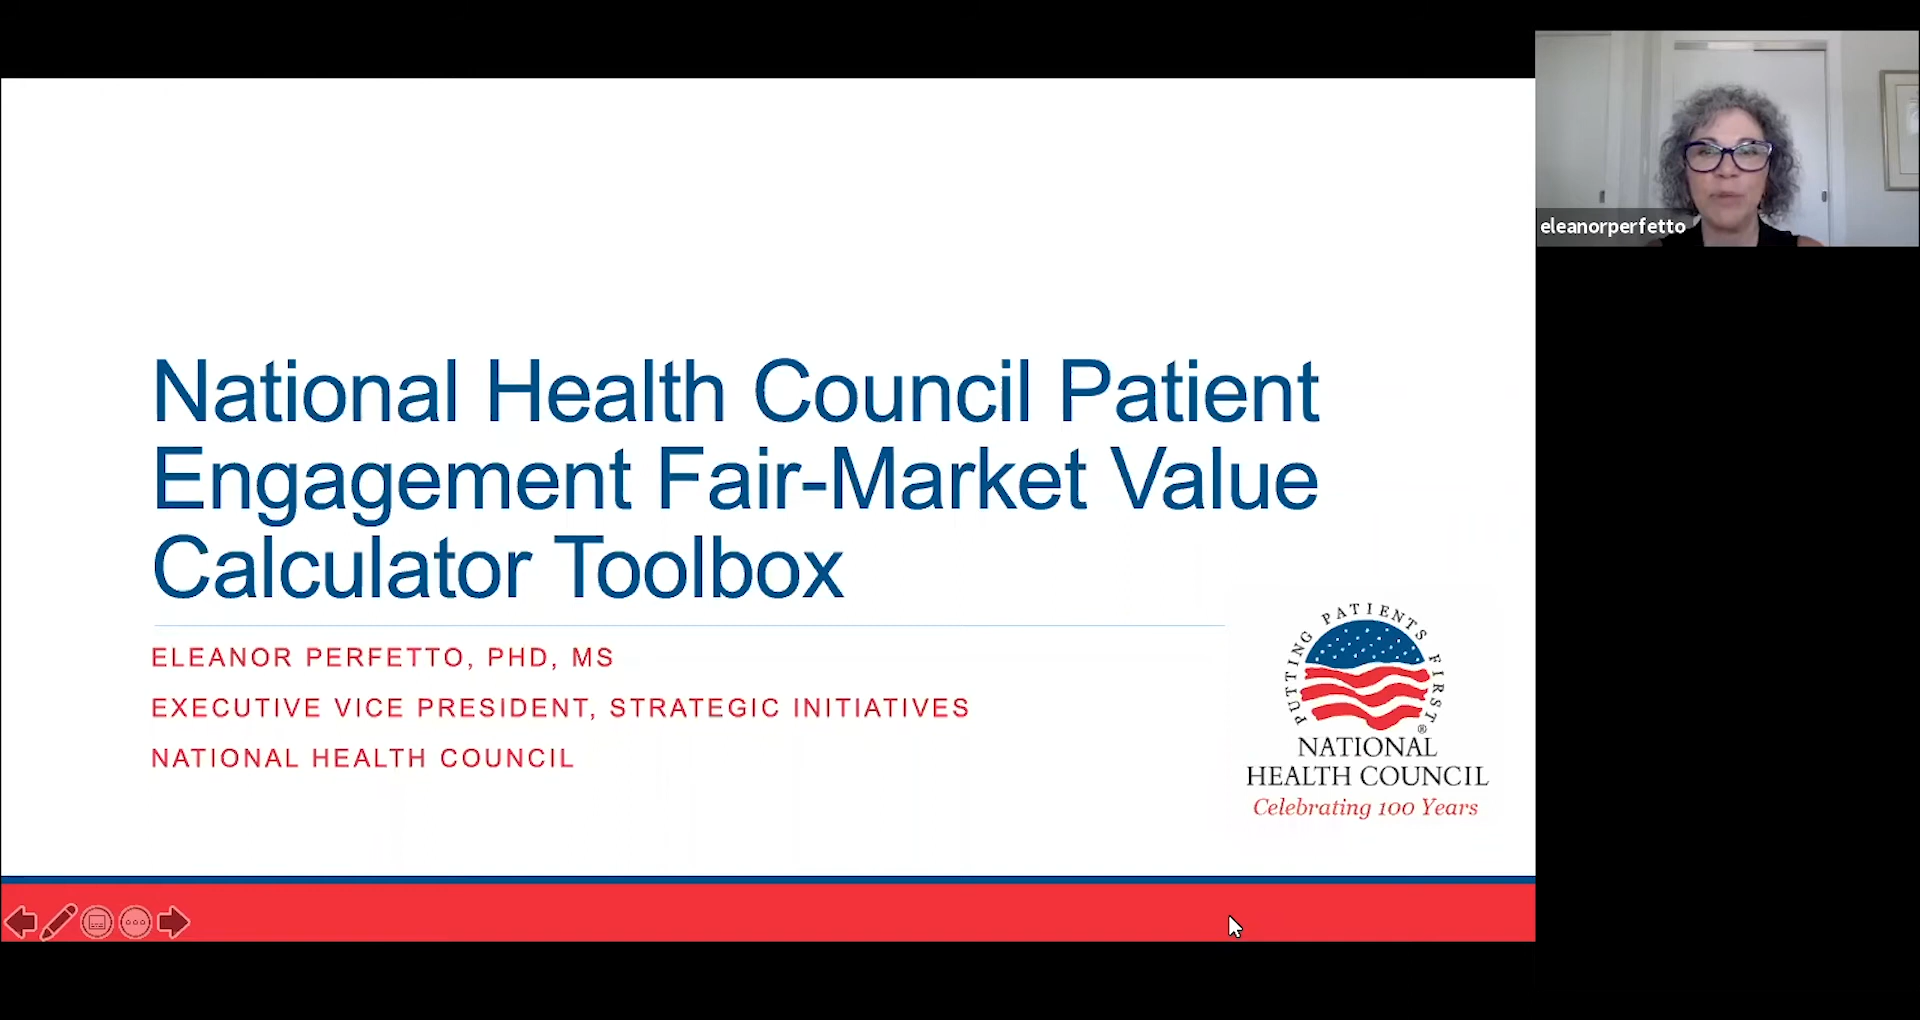 National Health Council Patient
Engagement Fair-Market Value
Calculator Toolbox
ELEANOR PERFETTO, PHD, MS
EXECUTIVE VICE PRESIDENT, STRATEGIC INITIATIVES
NATIONAL HEALTH COUNCIL
PUTTING PATIENTS FIRST®
NATIONAL
HEALTH COUNCIL
Celebrating 100 Years
eleanorperfetto